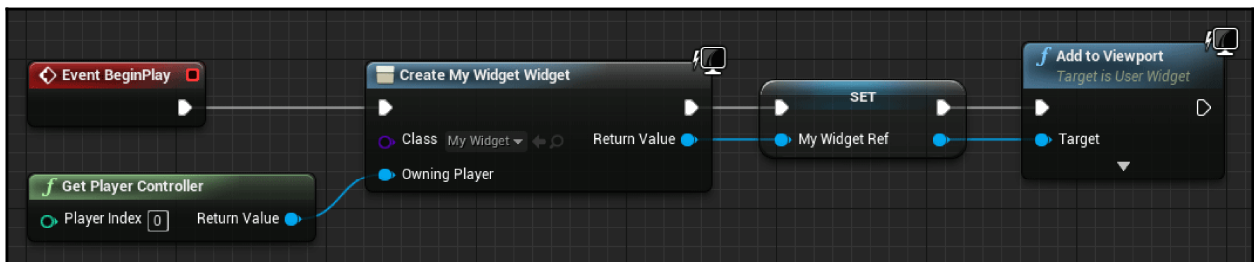 Event BeginPlay
Create My Widget Widget
Class My Widget Return Value
Owning Player
SET
My Widget Ref
f Add to Viewport
Target is User Widget
Target
f Get Player Controller
Player Index 0 Return Value